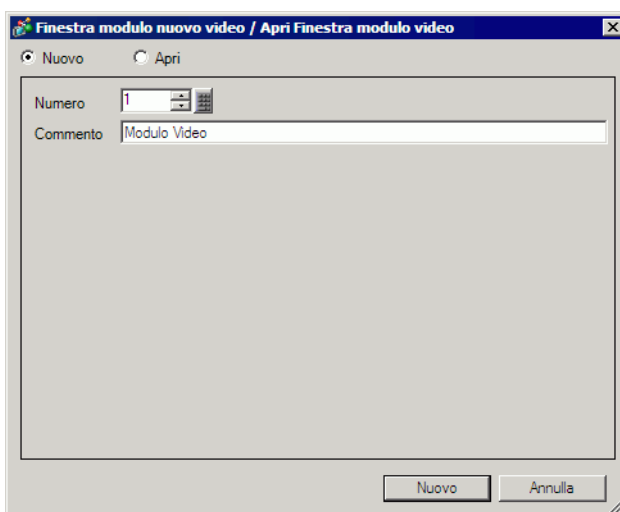 Finestra modulo nuovo video / Apri Finestra modulo video
Nuovo Apri
Numero 1
Commento Modulo Video
Nuovo Annulla